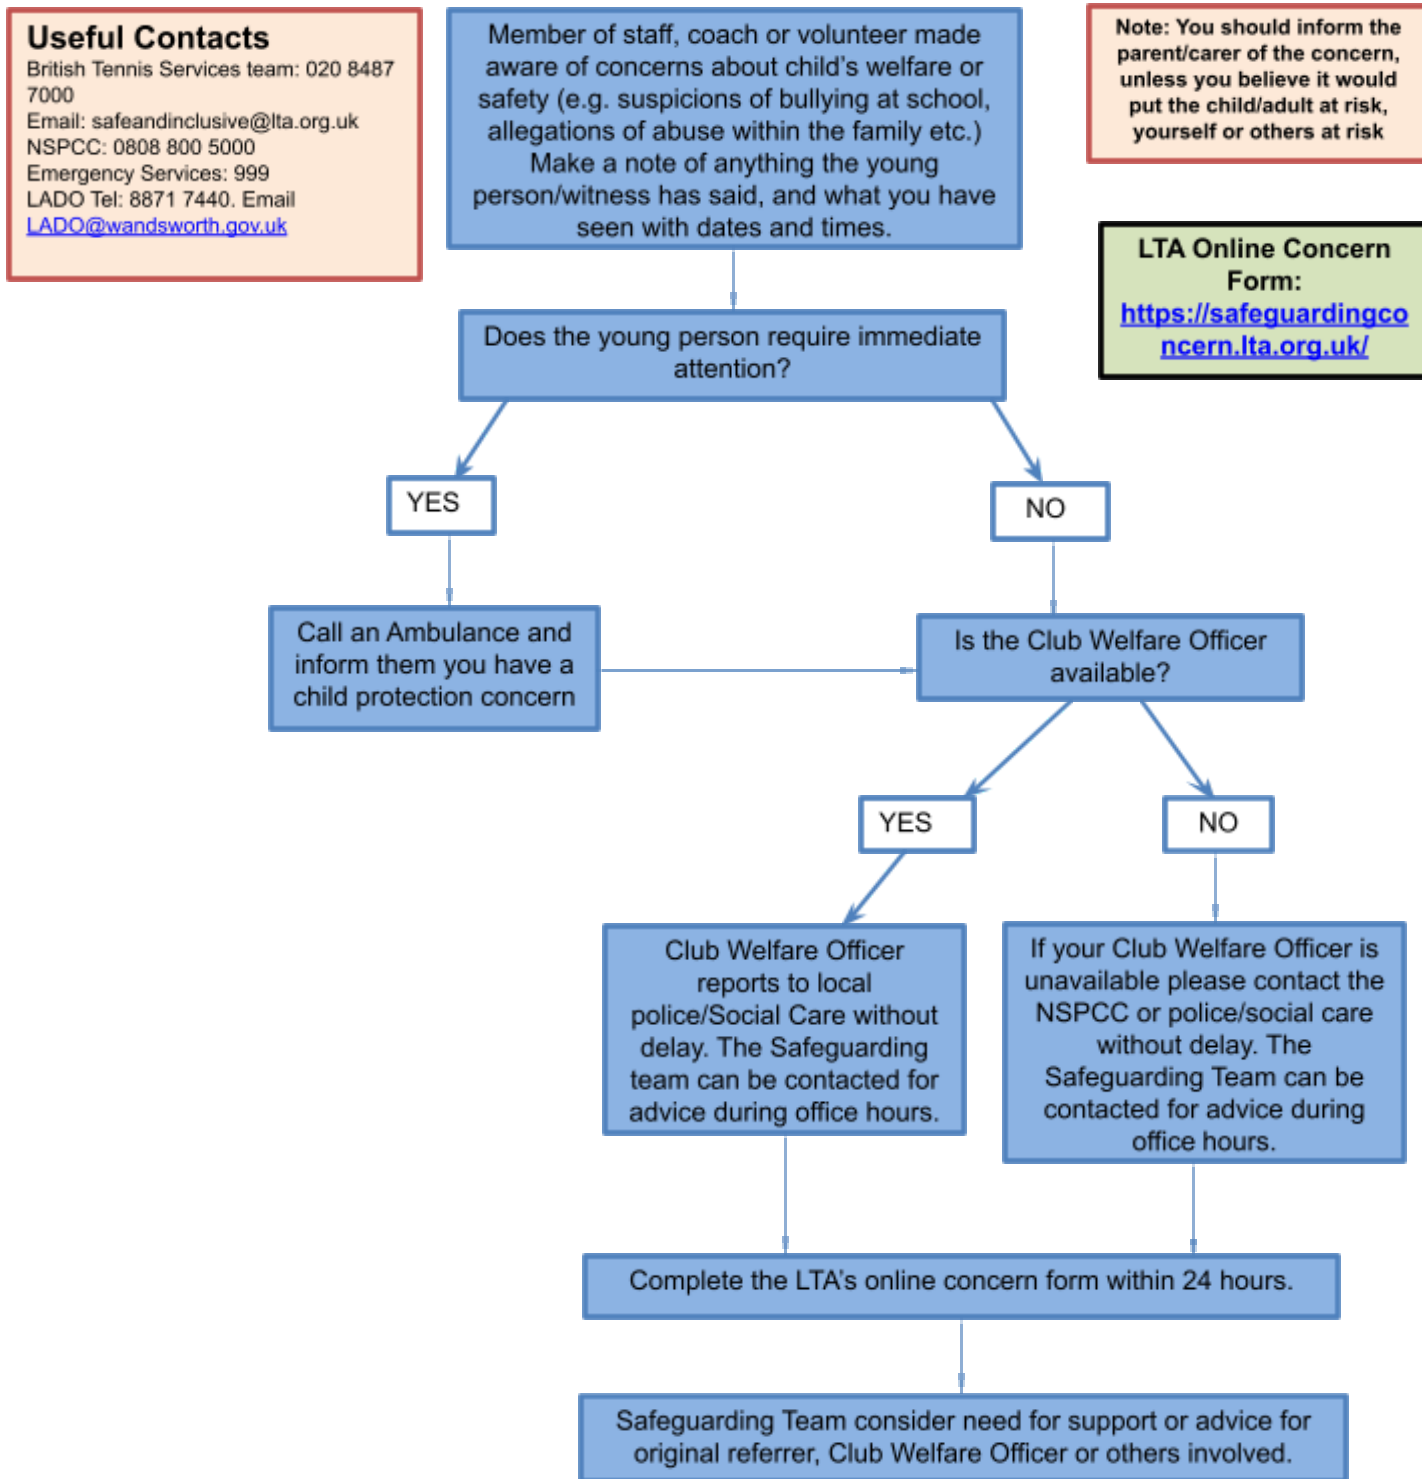 Useful Contacts
British Tennis Services team: 020 8487
7000
Email: safeandinclusive@lta.org.uk
NSPCC: 0808 800 5000
Emergency Services: 999
LADO Tel: 8871 7440. Email
LADO@wandsworth.gov.uk
Member of staff, coach or volunteer made
aware of concerns about child’s welfare or
safety (e.g. suspicions of bullying at school,
allegations of abuse within the family etc.)
Make a note of anything the young
person/witness has said, and what you have
seen with dates and times.
Note: You should inform the
parent/carer of the concern,
unless you believe it would
put the child/adult at risk,
yourself or others at risk
LTA Online Concern
Form:
https://safeguardingco
ncern.lta.org.uk/
Does the young person require immediate
attention?
YES
NO
Call an Ambulance and
inform them you have a
child protection concern
Is the Club Welfare Officer
available?
YES
NO
Club Welfare Officer
reports to local
police/Social Care without
delay. The Safeguarding
team can be contacted for
advice during office hours.
If your Club Welfare Officer is
unavailable please contact the
NSPCC or police/social care
without delay. The
Safeguarding Team can be
contacted for advice during
office hours.
Complete the LTA’s online concern form within 24 hours.
Safeguarding Team consider need for support or advice for
original referrer, Club Welfare Officer or others involved.